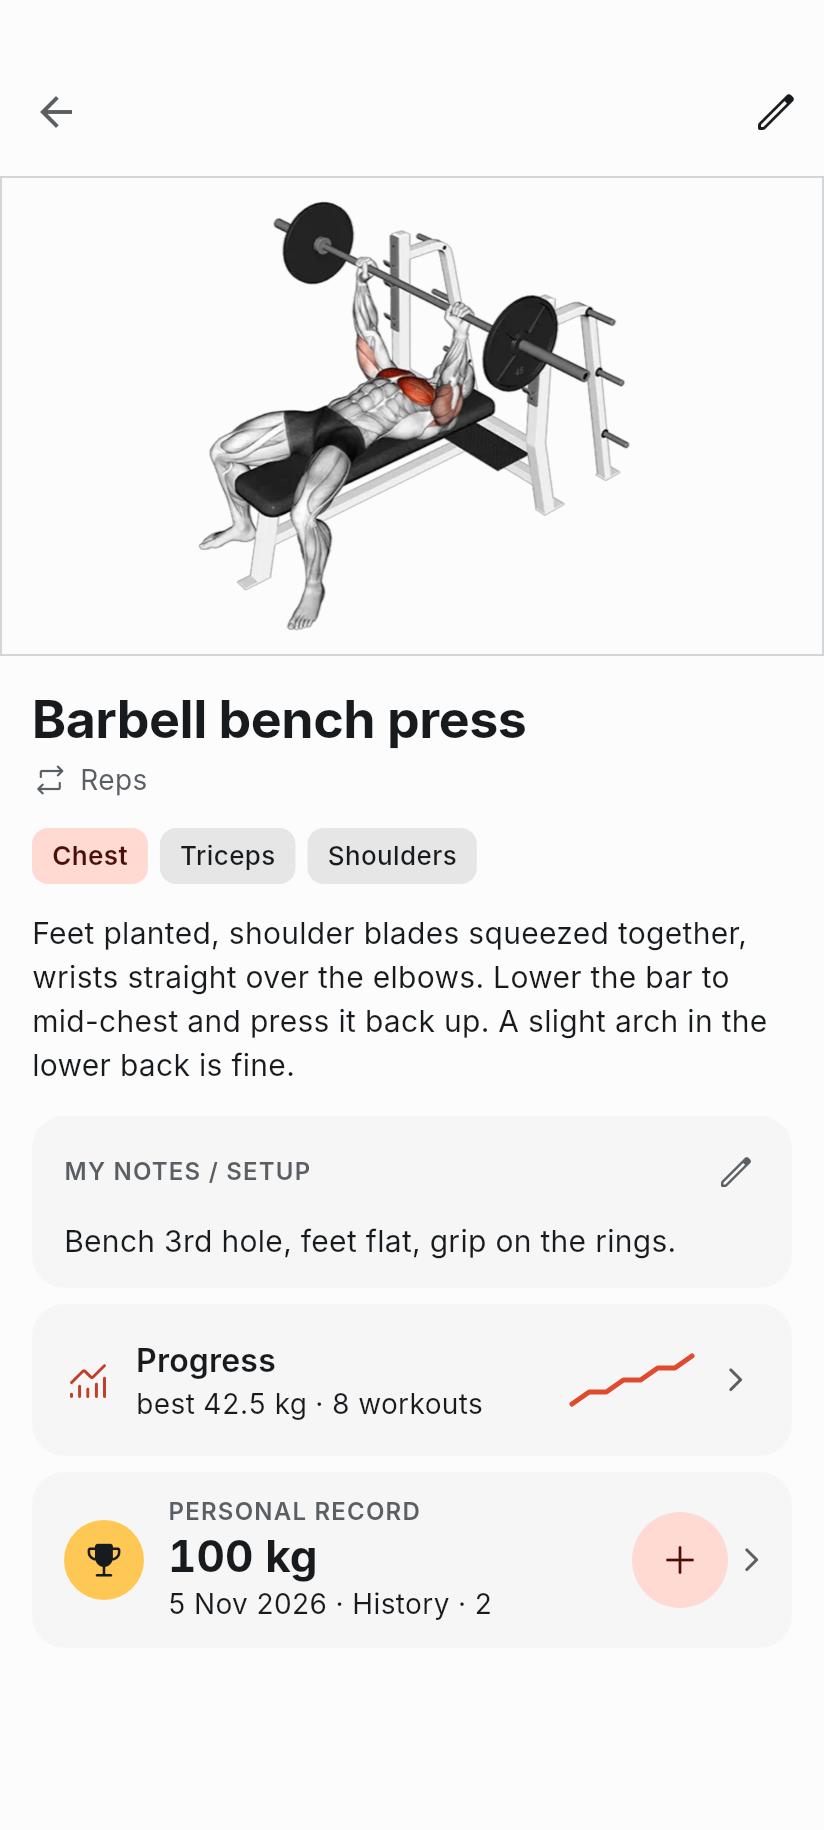 Barbell bench press
Reps
Chest
Triceps
Shoulders
Feet planted, shoulder blades squeezed together,
wrists straight over the elbows. Lower the bar to
mid-chest and press it back up. A slight arch in the
lower back is fine.
MY NOTES / SETUP
Bench 3rd hole, feet flat, grip on the rings.
Progress
best 42.5 kg · 8 workouts
PERSONAL RECORD
100 kg
5 Nov 2026 · History · 2